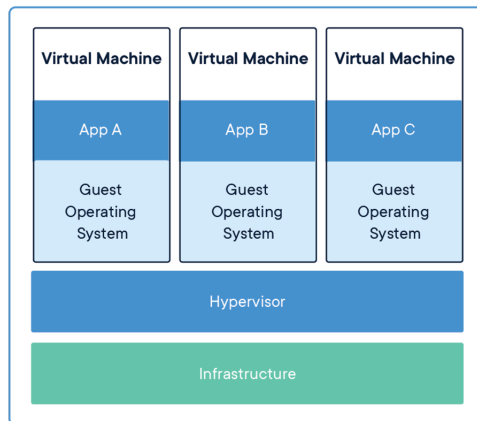 Virtual Machine
Virtual Machine
Virtual Machine
App A
App B
App C
Guest
Operating
System
Guest
Operating
System
Guest
Operating
System
Hypervisor
Infrastructure